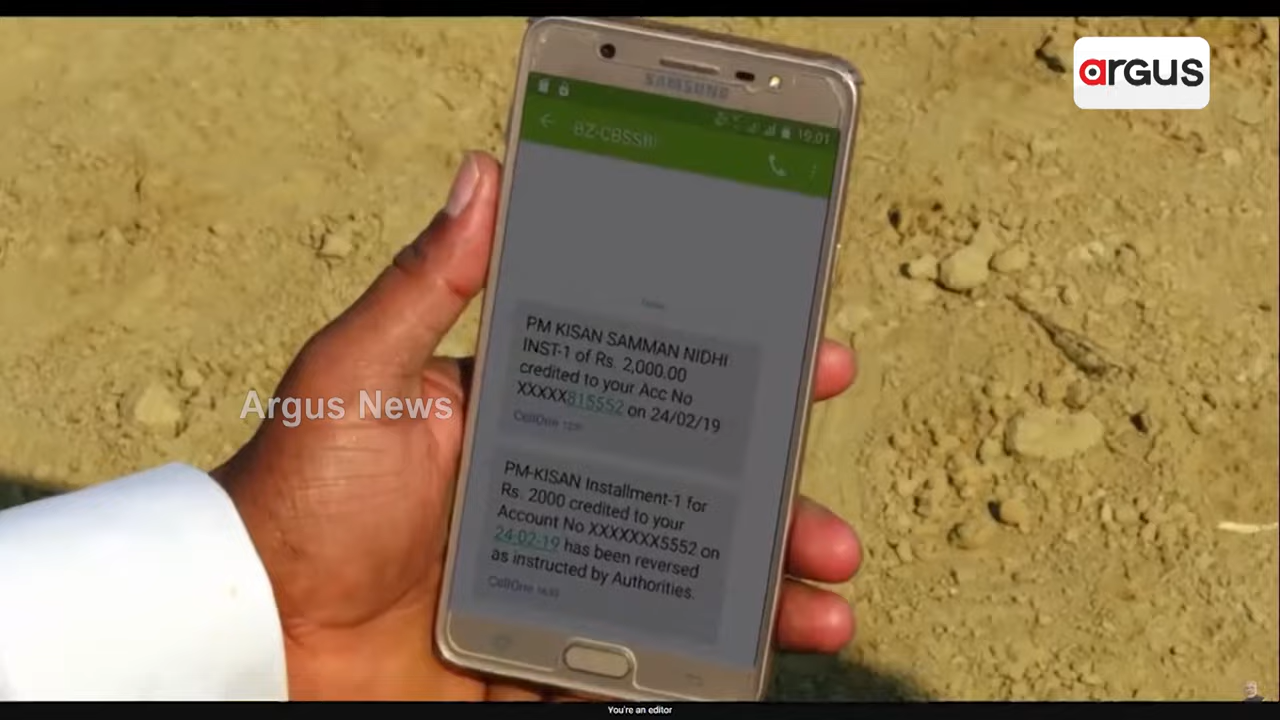 argus
SAMSUNG
19:01
BZ-CBSSBI
PM KISAN SAMMAN NIDHI
INST-1 of Rs. 2,000.00
credited to your Acc No
XXXXX815552 on 24/02/19
CellOne
Argus News
PM-KISAN Installment-1 for
Rs. 2000 credited to your
Account No XXXXXXX5552 on
24-02-19 has been reversed
as instructed by Authorities.
CellOne
You're an editor